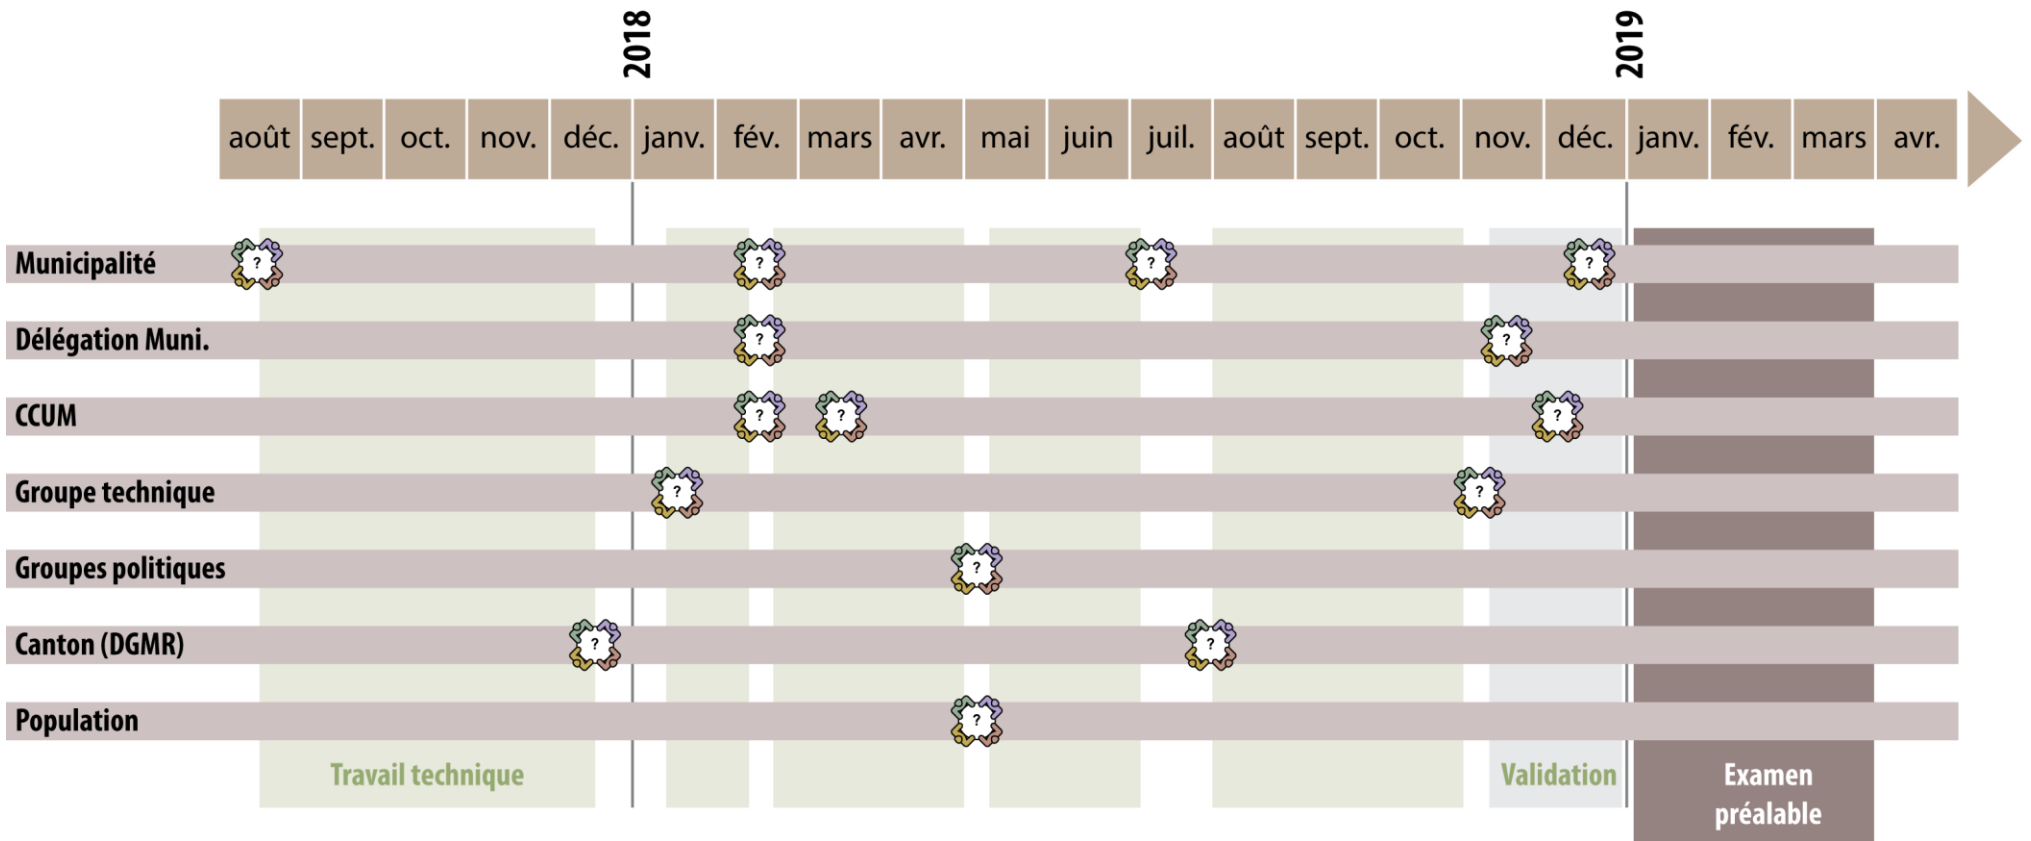 2018
2019
août sept. oct. nov. déc. janv. fév. mars avr. mai juin juil. août sept. oct. nov. déc. janv. fév. mars avr.
Municipalité ? ? ? ?
Délégation Muni. ? ?
CCUM ? ? ?
Groupe technique ? ?
Groupes politiques ?
Canton (DGMR) ? ?
Population ?
Travail technique
Validation
Examen
préalable